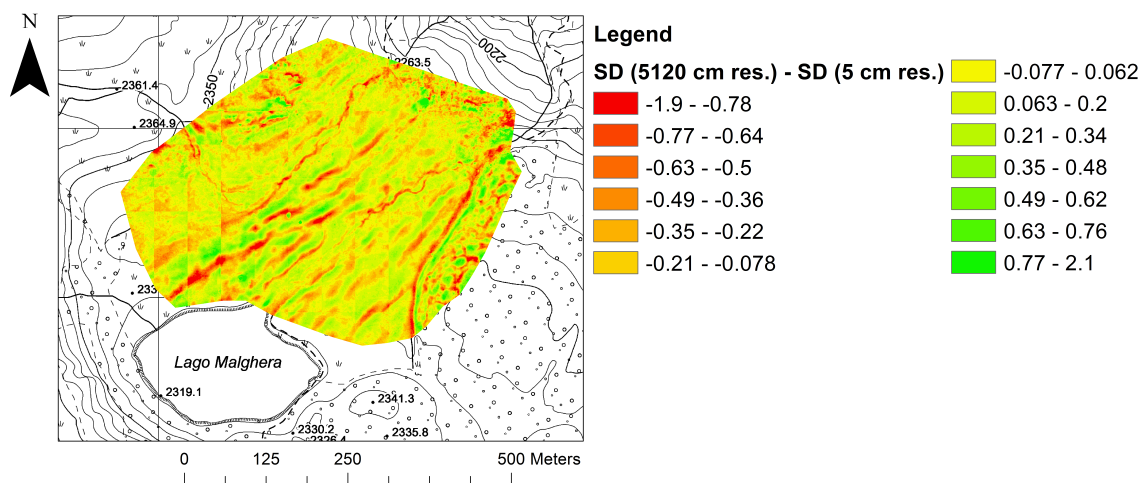 N
2200
2263.5
2350
2361.4
2364.9
Lago Malghera
2319.1
2341.3
2330.2
2335.8
0 125 250 500 Meters
Legend
SD (5120 cm res.) - SD (5 cm res.)
-1.9 - -0.78
-0.77 - -0.64
-0.63 - -0.5
-0.49 - -0.36
-0.35 - -0.22
-0.21 - -0.078
-0.077 - 0.062
0.063 - 0.2
0.21 - 0.34
0.35 - 0.48
0.49 - 0.62
0.63 - 0.76
0.77 - 2.1